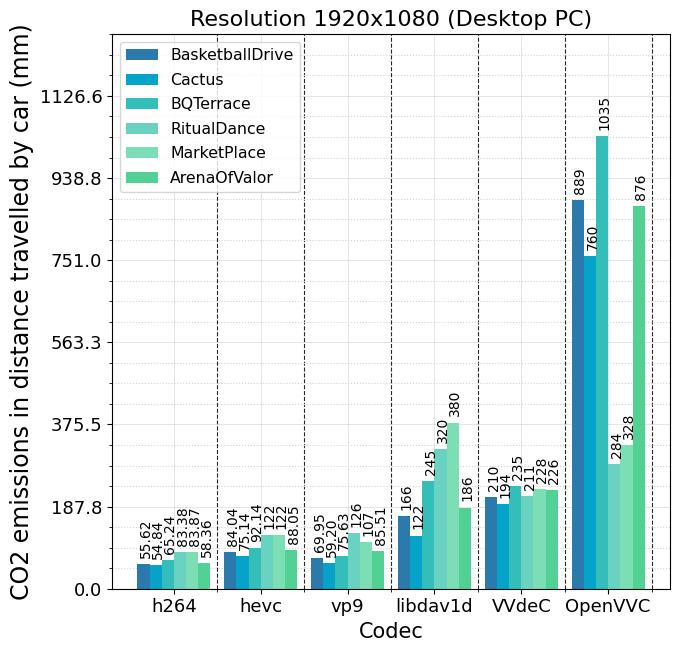 Resolution 1920x1080 (Desktop PC)
CO2 emissions in distance travelled by car (mm)
1126.6
938.8
751.0
563.3
375.5
187.8
0.0
BasketballDrive
Cactus
BQTerrace
RitualDance
MarketPlace
ArenaOfValor
55.62
54.84
65.24
83.38
83.87
58.36
84.04
75.14
92.14
122
122
88.05
69.95
59.20
75.63
126
107
85.51
166
122
245
320
380
186
210
194
235
211
228
226
889
760
1035
284
328
876
h264
hevc
vp9
libdav1d
VVdeC
OpenVVC
Codec